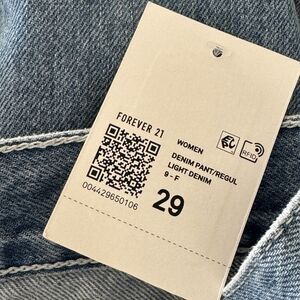 FOREVER 21
WOMEN
DENIM PANT/REGUL
LIGHT DENIM
9 - F
29
004429650106
RFID